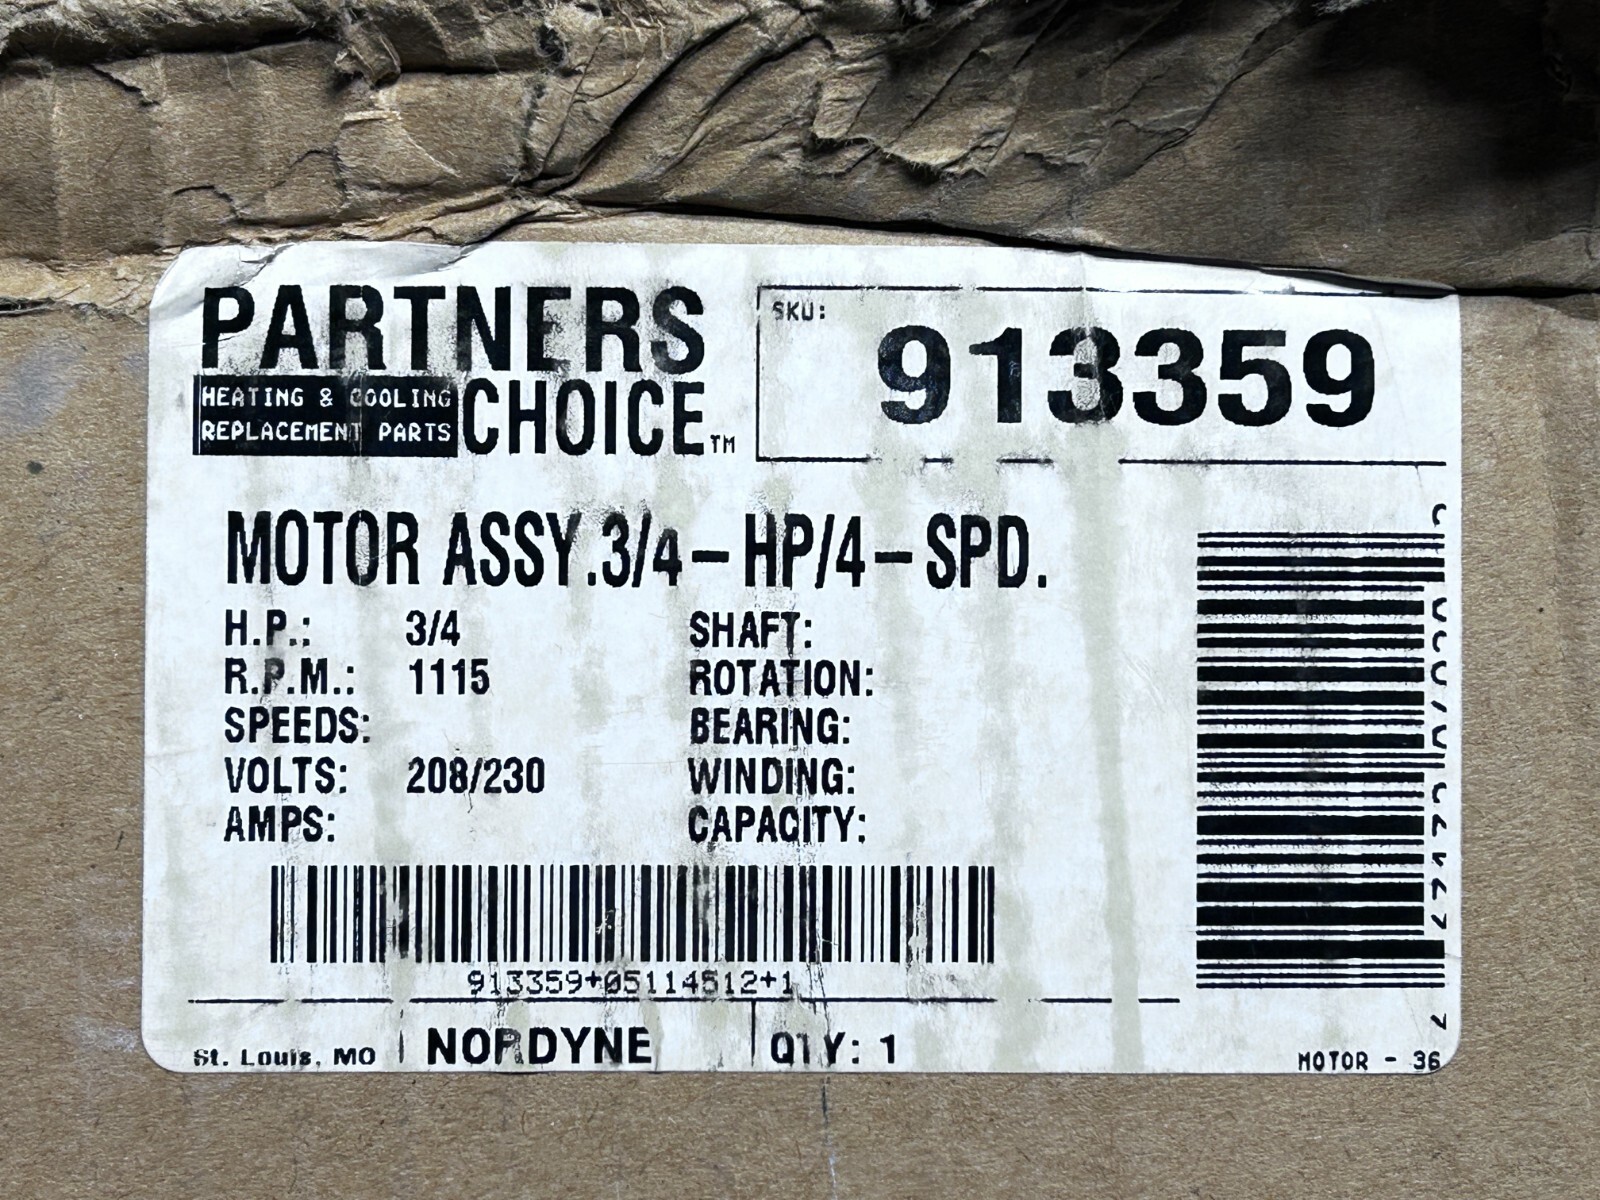 PARTNERS
HEATING & COOLING
REPLACEMENT PARTS
CHOICE™
SKU:
913359
MOTOR ASSY.3/4-HP/4-SPD.
H.P.: 3/4
R.P.M.: 1115
SPEEDS:
VOLTS: 208/230
AMPS:
SHAFT:
ROTATION:
BEARING:
WINDING:
CAPACITY:
913359+05114512+1
St. Louis, MO
NORDYNE
QTY: 1
MOTOR - 36